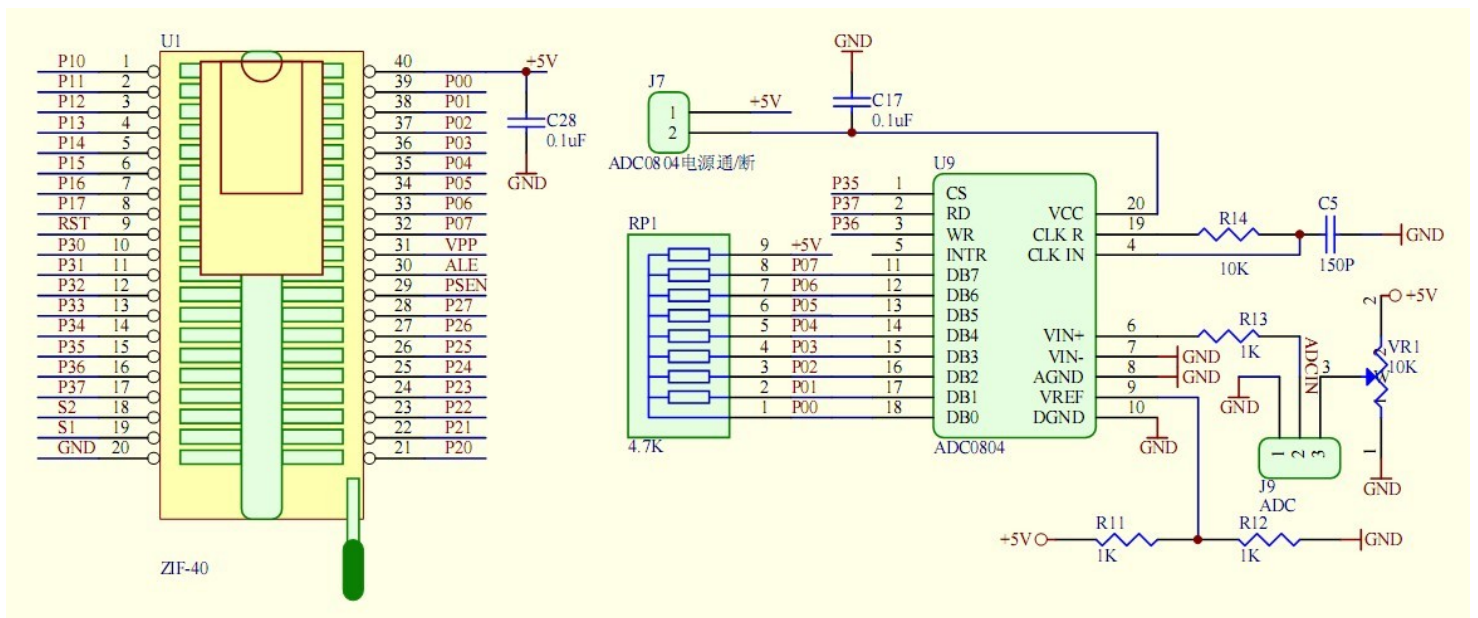 U1
P10 1
P11 2
P12 3
P13 4
P14 5
P15 6
P16 7
P17 8
RST 9
P30 10
P31 11
P32 12
P33 13
P34 14
P35 15
P36 16
P37 17
S2 18
S1 19
GND 20
40 +5V
39 P00
38 P01
37 P02
36 P03
35 P04
34 P05
33 P06
32 P07
31 VPP
30 ALE
29 PSEN
28 P27
27 P26
26 P25
25 P24
24 P23
23 P22
22 P21
21 P20
ZIF-40
C28
0.1uF
GND
J7
1 +5V
2
ADC0804电源通/断
GND
C17
0.1uF
RP1
9 +5V
8 P07
7 P06
6 P05
5 P04
4 P03
3 P02
2 P01
1 P00
4.7K
U9
P35 1 CS
P37 2 RD
P36 3 WR
5 INTR
11 DB7
12 DB6
13 DB5
14 DB4
15 DB3
16 DB2
17 DB1
18 DB0
VCC 20
CLK R 19
CLK IN 4
VIN+ 6
VIN- 7 GND
AGND 8 GND
VREF 9
DGND 10
GND
ADC0804
R14
10K
C5
150P
GND
R13
1K
ADCIN
GND
1 2 3
J9
ADC
2 +5V
VR1
10K
3 W
2
1
1
GND
+5V
R11
1K
R12
1K
GND